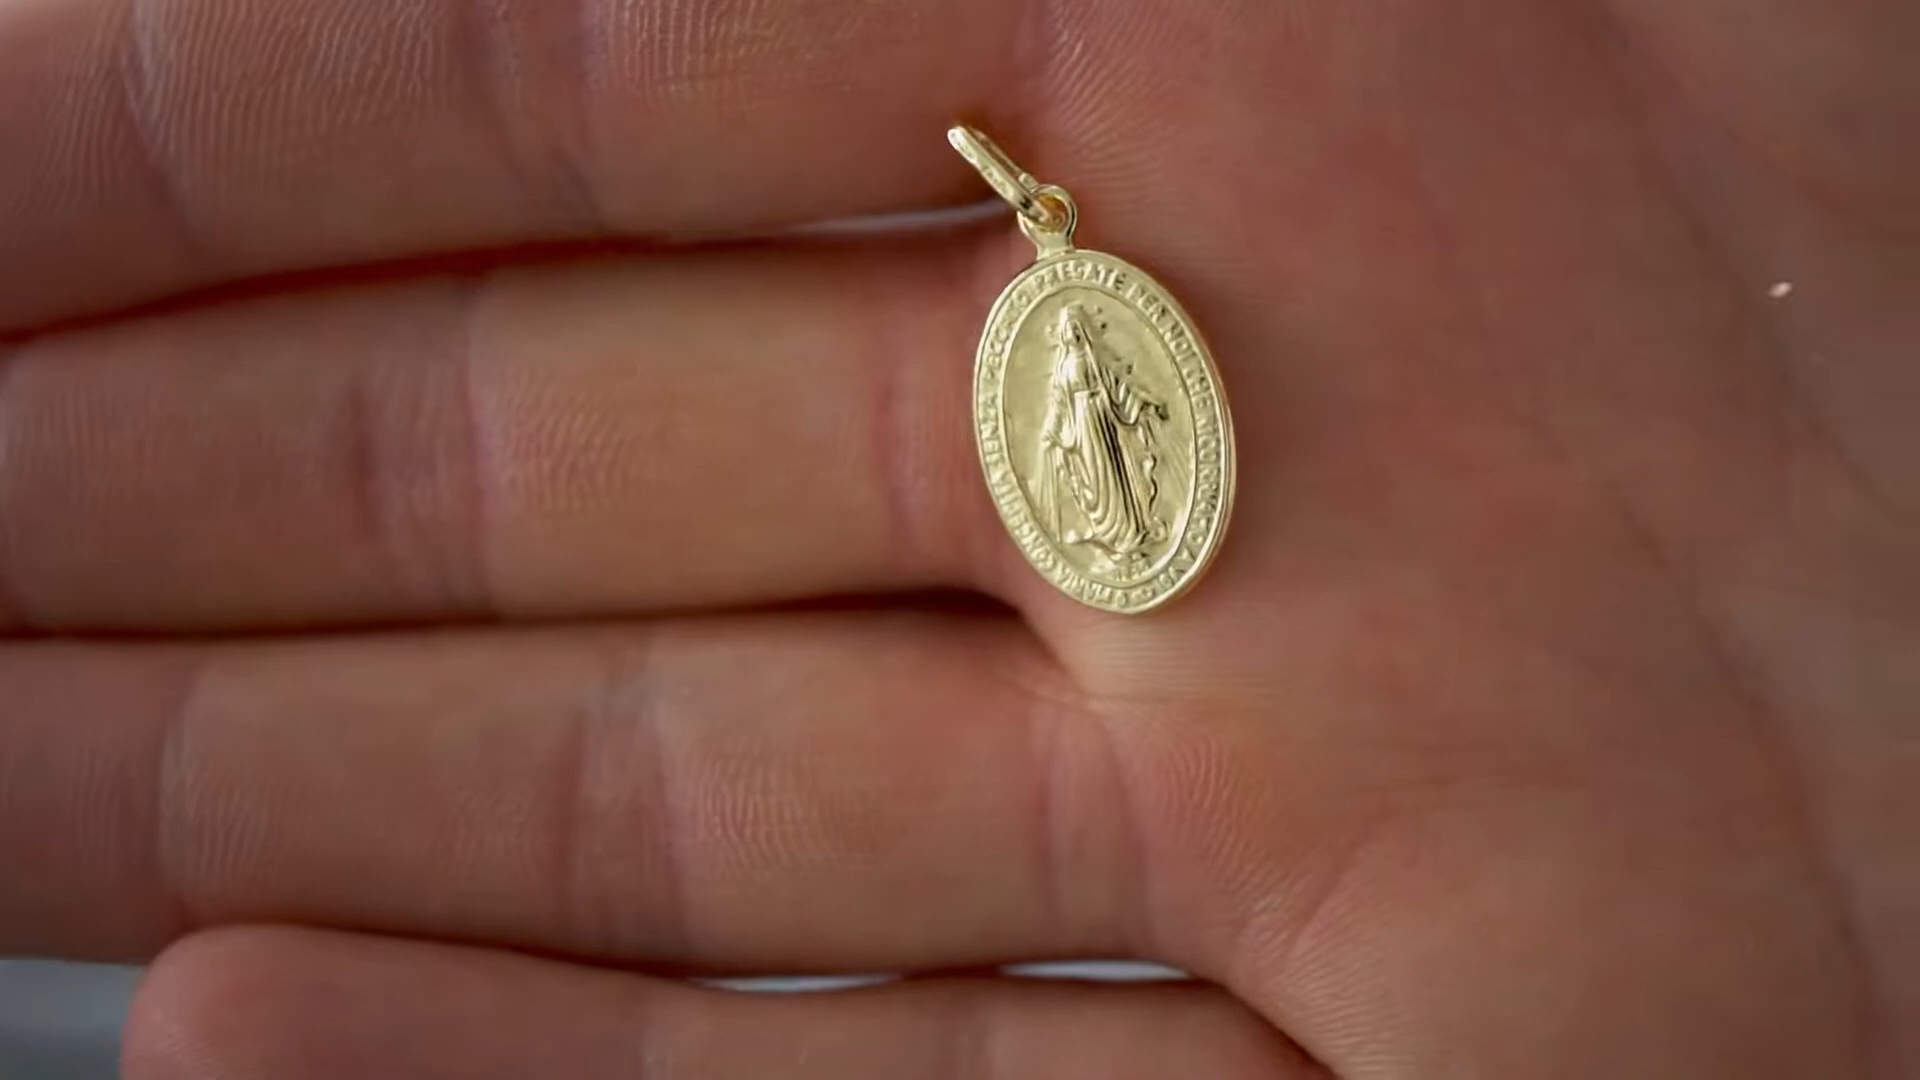 O MARIA CONCEPITA SENZA PECCATO PREGATE PER NOI CHE RICORRIAMO A VOI